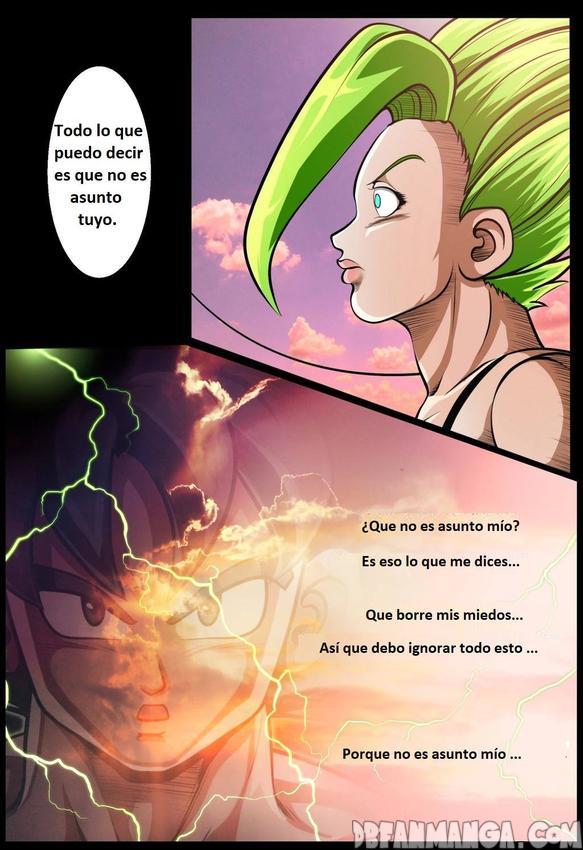 Todo lo que
puedo decir
es que no es
asunto
tuyo.
¿Que no es asunto mío?
Es eso lo que me dices...
Que borre mis miedos...
Así que debo ignorar todo esto ...
Porque no es asunto mío ...
DBFANMANGA.COM